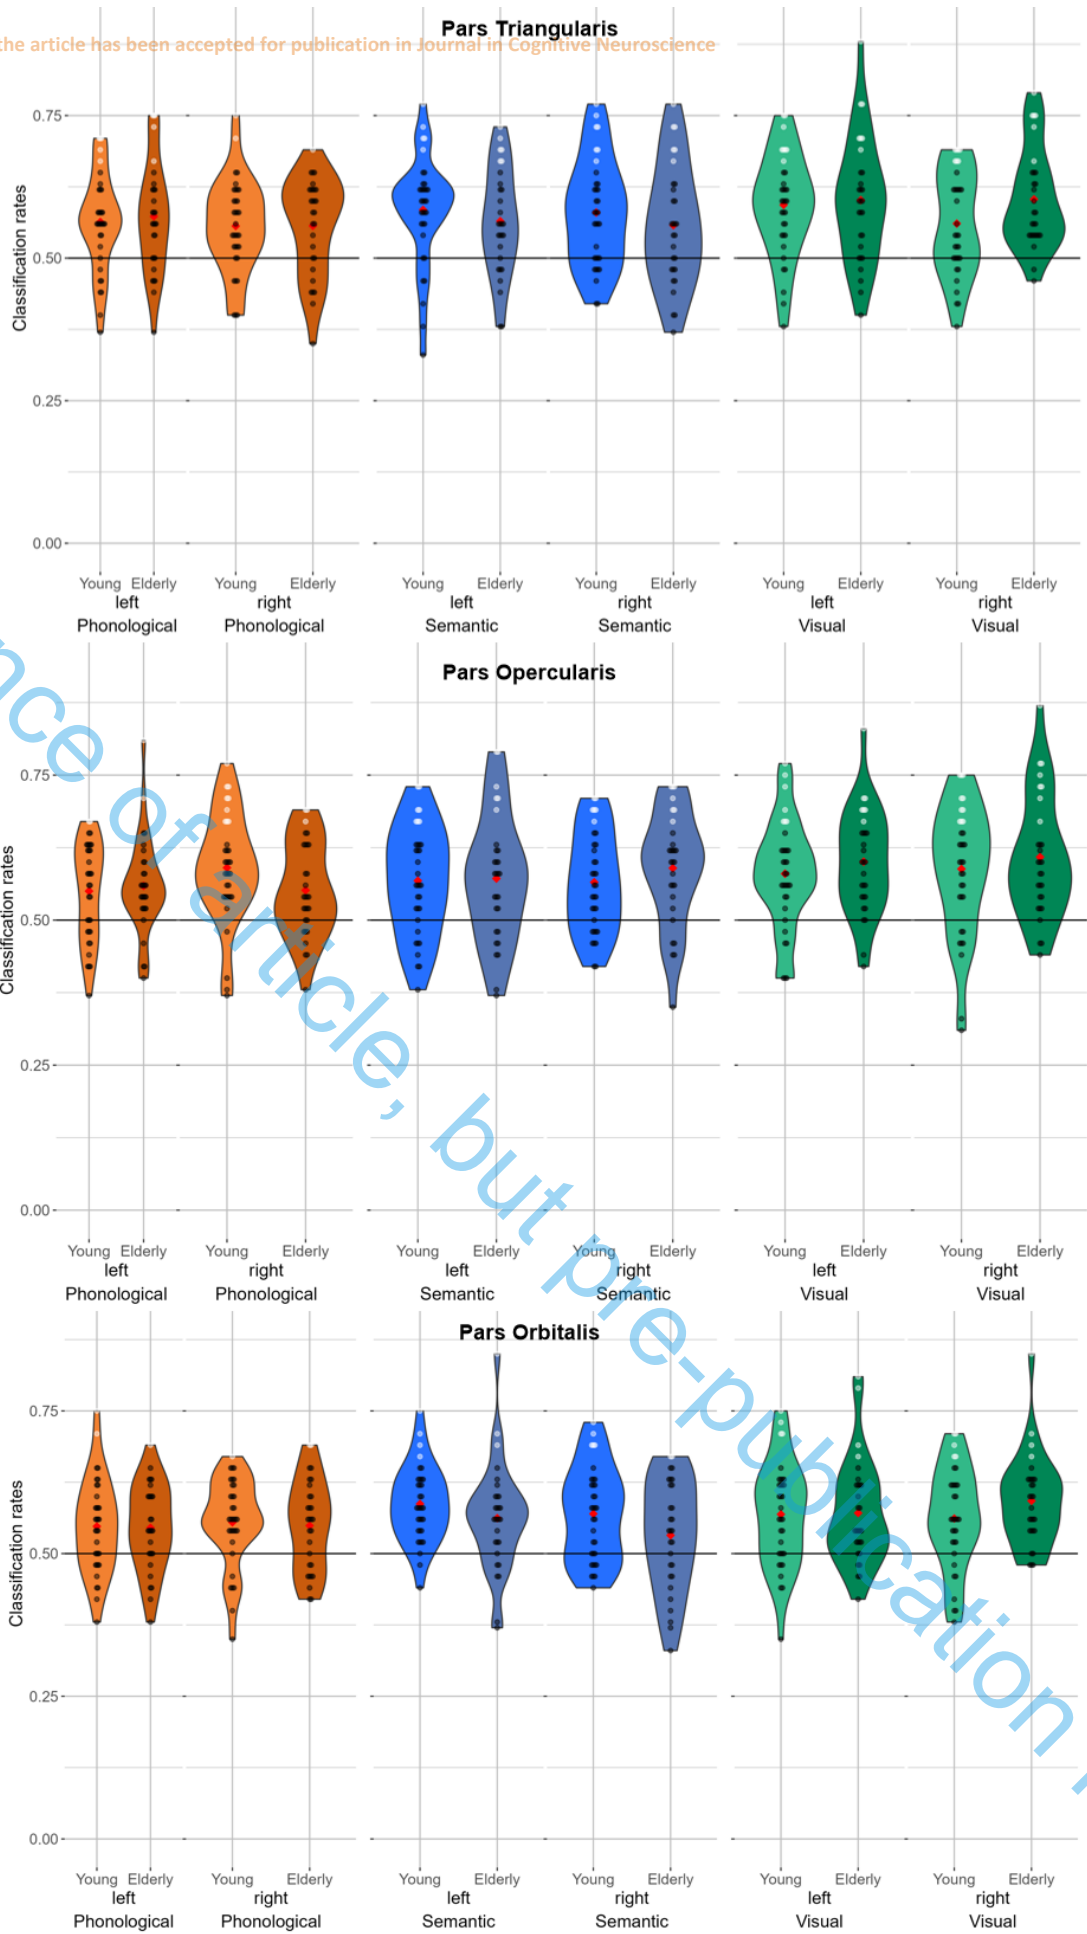 Pars Triangularis
the article has been accepted for publication in Journal in Cognitive Neuroscience
Classification rates
0.75
0.50
0.25
0.00
Young Elderly Young Elderly Young Elderly Young Elderly Young Elderly Young Elderly
left right left right left right
Phonological Phonological Semantic Semantic Visual Visual
Pars Opercularis
Classification rates
0.75
0.50
0.25
0.00
Young Elderly Young Elderly Young Elderly Young Elderly Young Elderly Young Elderly
left right left right left right
Phonological Phonological Semantic Semantic Visual Visual
Pars Orbitalis
Classification rates
0.75
0.50
0.25
0.00
Young Elderly Young Elderly Young Elderly Young Elderly Young Elderly Young Elderly
left right left right left right
Phonological Phonological Semantic Semantic Visual Visual
of article, but pre-publication